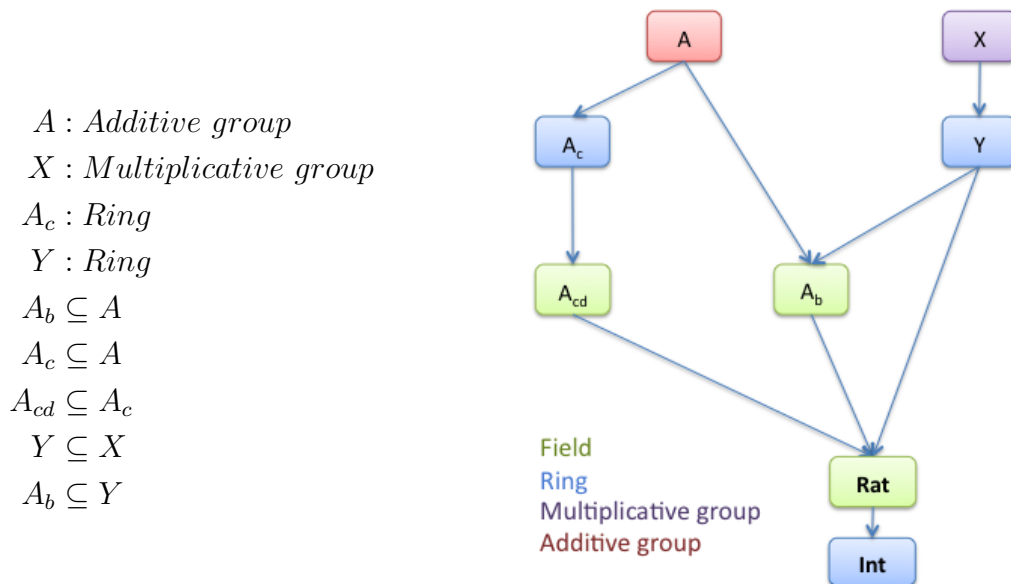 A : Additive group
X : Multiplicative group
A_c : Ring
Y : Ring
A_b ⊆ A
A_c ⊆ A
A_cd ⊆ A_c
Y ⊆ X
A_b ⊆ Y
A
X
A_c
Y
A_cd
A_b
Field
Ring
Multiplicative group
Additive group
Rat
Int